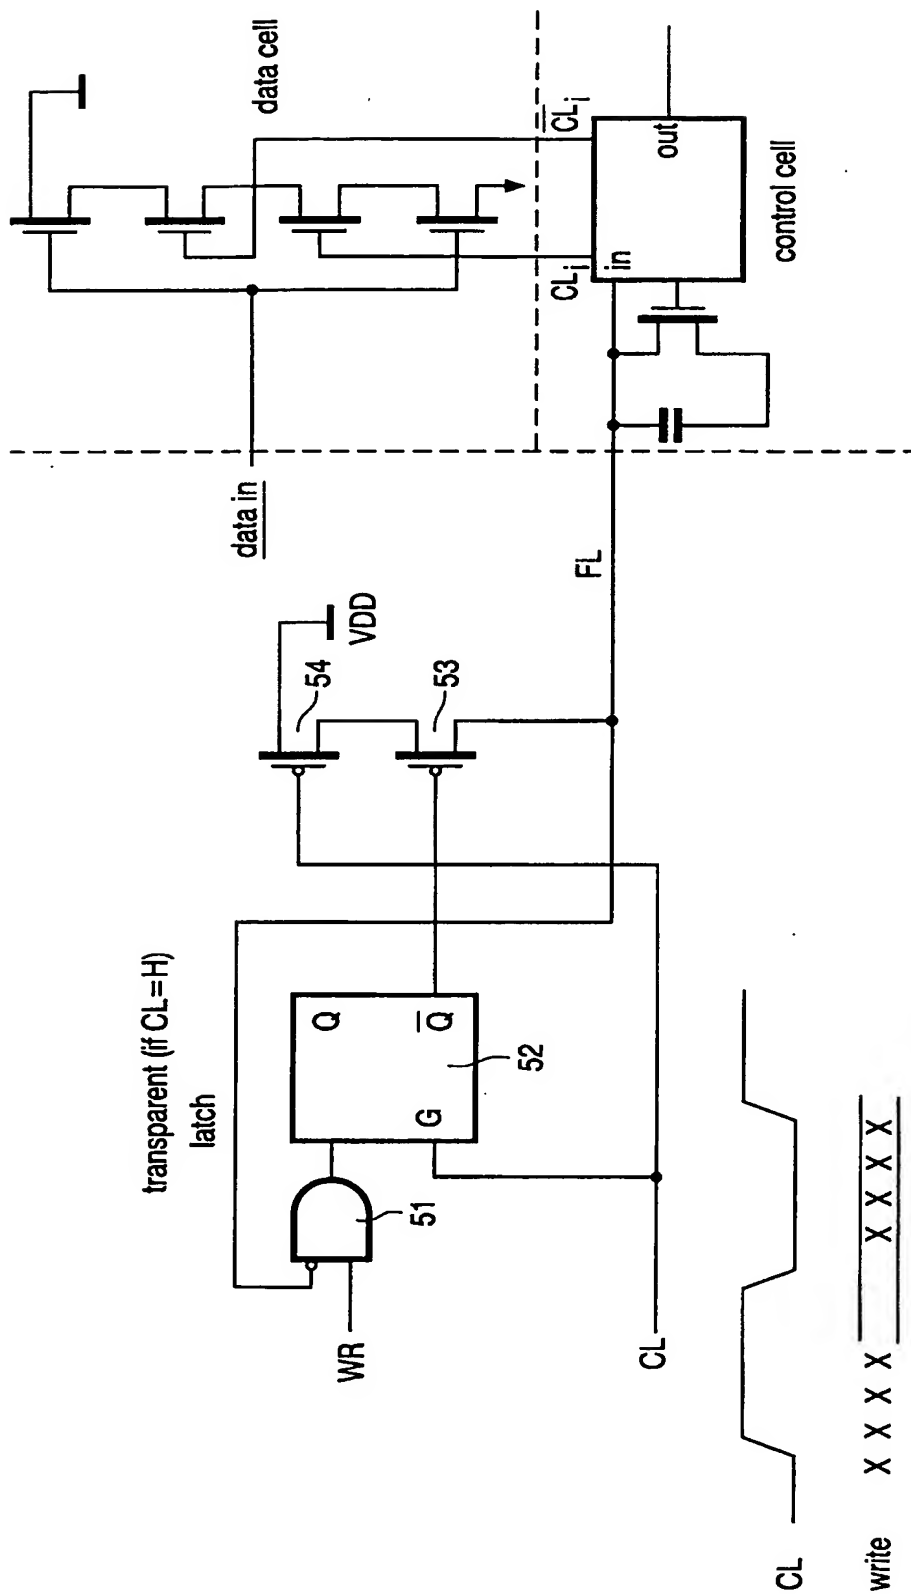 transparent (if CL=H)
latch
WR
51
Q
Q
G
52
54
VDD
53
CL
FL
data in
data cell
CLi
CLi
in
out
control cell
CL
write X X X X X X X X